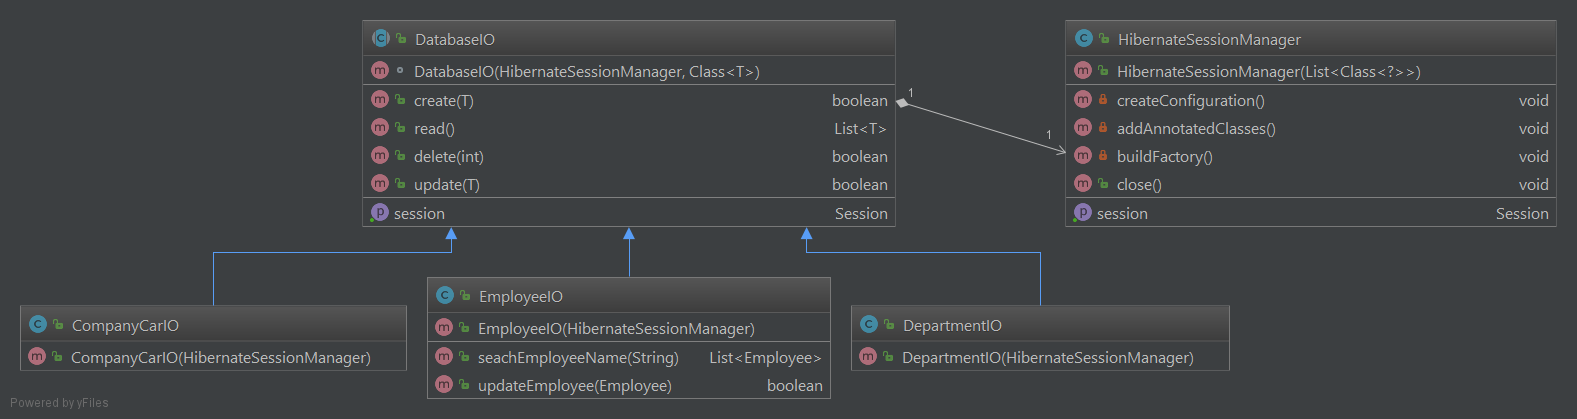 DatabaseIO
DatabaseIO(HibernateSessionManager, Class<T>)
create(T) boolean
read() List<T>
delete(int) boolean
update(T) boolean
session Session
1
1
HibernateSessionManager
HibernateSessionManager(List<Class<?>>)
createConfiguration() void
addAnnotatedClasses() void
buildFactory() void
close() void
session Session
CompanyCarIO
CompanyCarIO(HibernateSessionManager)
EmployeeIO
EmployeeIO(HibernateSessionManager)
seachEmployeeName(String) List<Employee>
updateEmployee(Employee) boolean
DepartmentIO
DepartmentIO(HibernateSessionManager)
Powered by yFiles